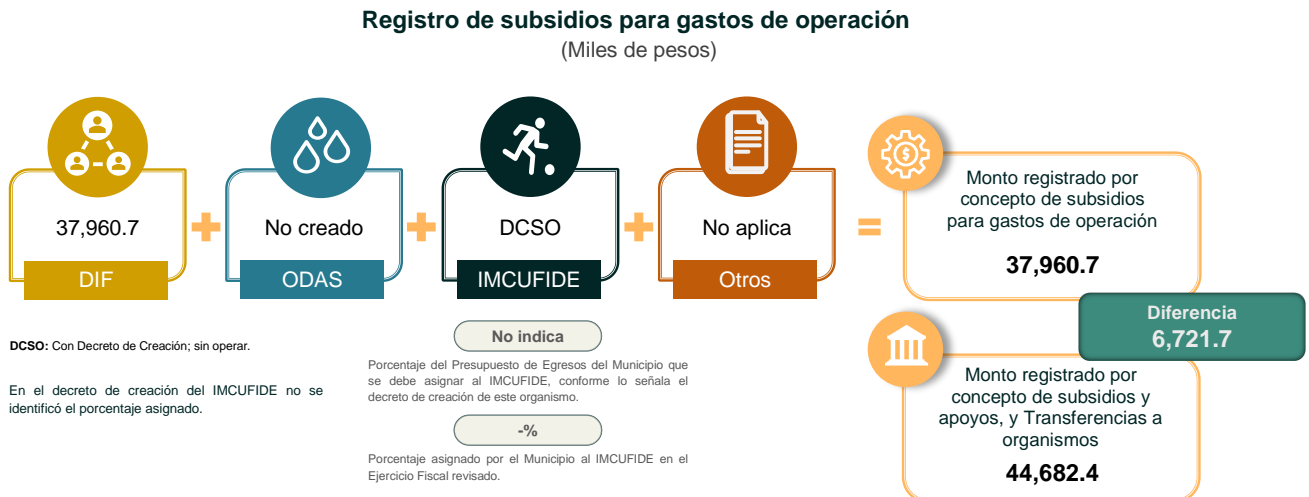 Registro de subsidios para gastos de operación
(Miles de pesos)
37,960.7
DIF
No creado
ODAS
DCSO
IMCUFIDE
No aplica
Otros
Monto registrado por
concepto de subsidios
para gastos de operación
37,960.7
Diferencia
6,721.7
Monto registrado por
concepto de subsidios y
apoyos, y Transferencias a
organismos
44,682.4
DCSO: Con Decreto de Creación; sin operar.
En el decreto de creación del IMCUFIDE no se
identificó el porcentaje asignado.
No indica
Porcentaje del Presupuesto de Egresos del Municipio que
se debe asignar al IMCUFIDE, conforme lo señala el
decreto de creación de este organismo.
-%
Porcentaje asignado por el Municipio al IMCUFIDE en el
Ejercicio Fiscal revisado.